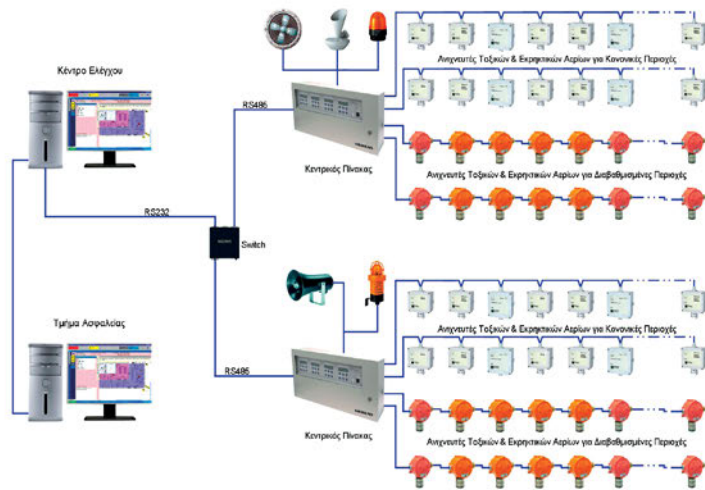 Ανιχνευτές Τοξικών & Εκρηκτικών Αερίων για Κανονικές Περιοχές
Κέντρο Ελέγχου
RS485
Κεντρικός Πίνακας
Ανιχνευτές Τοξικών & Εκρηκτικών Αερίων για Διαβαθμισμένες Περιοχές
RS232
Switch
Τμήμα Ασφαλείας
Ανιχνευτές Τοξικών & Εκρηκτικών Αερίων για Κανονικές Περιοχές
RS485
Κεντρικός Πίνακας
Ανιχνευτές Τοξικών & Εκρηκτικών Αερίων για Διαβαθμισμένες Περιοχές